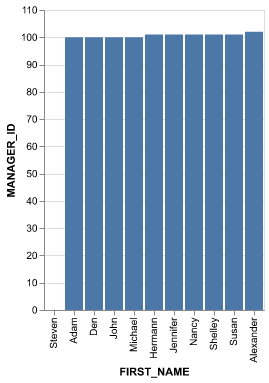 110
100
90
80
70
60
50
40
30
20
10
0
MANAGER_ID
Steven
Adam
Den
John
Michael
Hermann
Jennifer
Nancy
Shelley
Susan
Alexander
FIRST_NAME